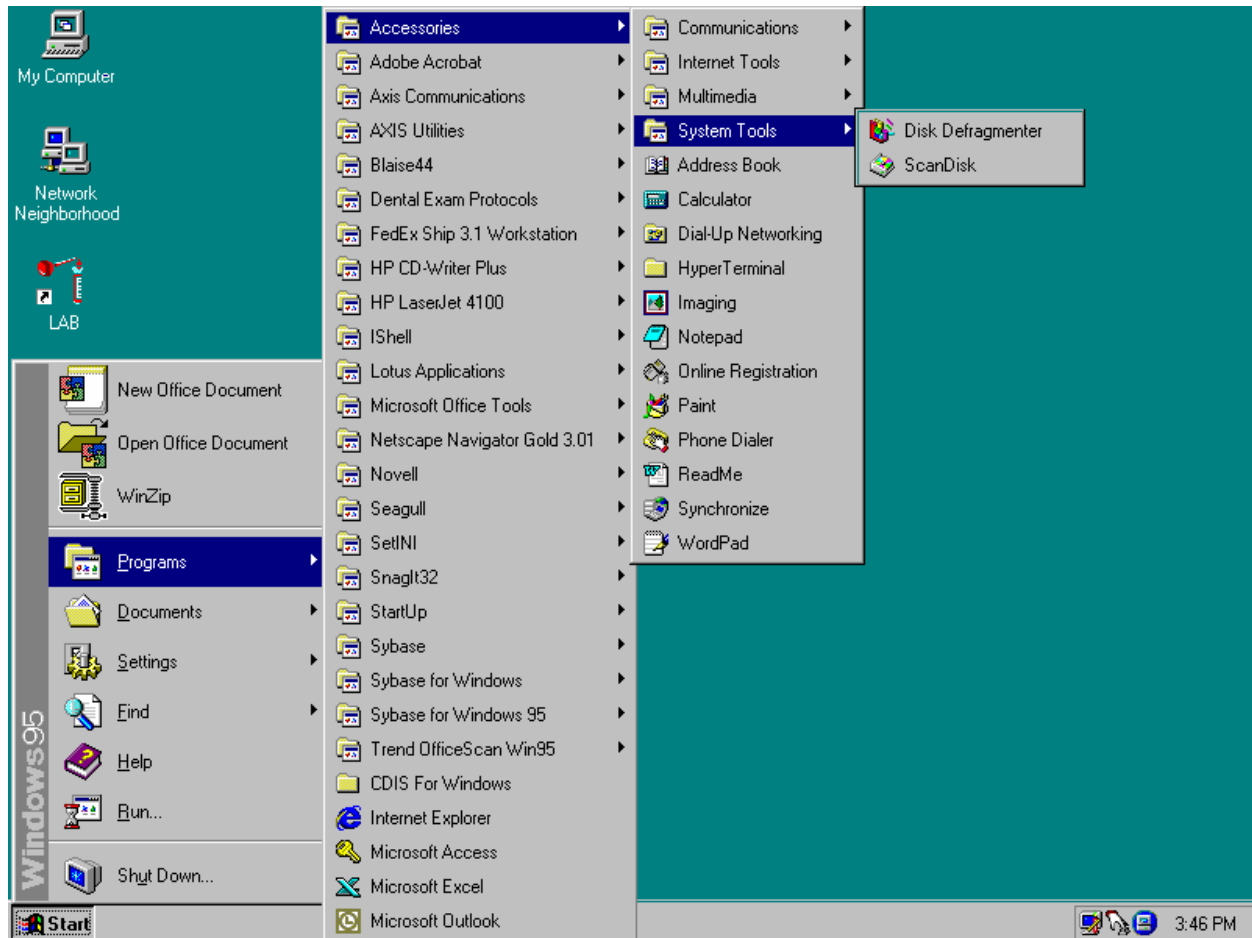 My Computer
Network
Neighborhood
LAB
Windows95
New Office Document
Open Office Document
WinZip
Programs
Documents
Settings
Find
Help
Run...
Shut Down...
Accessories
Adobe Acrobat
Axis Communications
AXIS Utilities
Blaise44
Dental Exam Protocols
FedEx Ship 3.1 Workstation
HP CD-Writer Plus
HP LaserJet 4100
IShell
Lotus Applications
Microsoft Office Tools
Netscape Navigator Gold 3.01
Novell
Seagull
SetINI
SnagIt32
StartUp
Sybase
Sybase for Windows
Sybase for Windows 95
Trend OfficeScan Win95
CDIS For Windows
Internet Explorer
Microsoft Access
Microsoft Excel
Microsoft Outlook
Communications
Internet Tools
Multimedia
System Tools
Address Book
Calculator
Dial-Up Networking
HyperTerminal
Imaging
Notepad
Online Registration
Paint
Phone Dialer
ReadMe
Synchronize
WordPad
Disk Defragmenter
ScanDisk
Start
3:46 PM